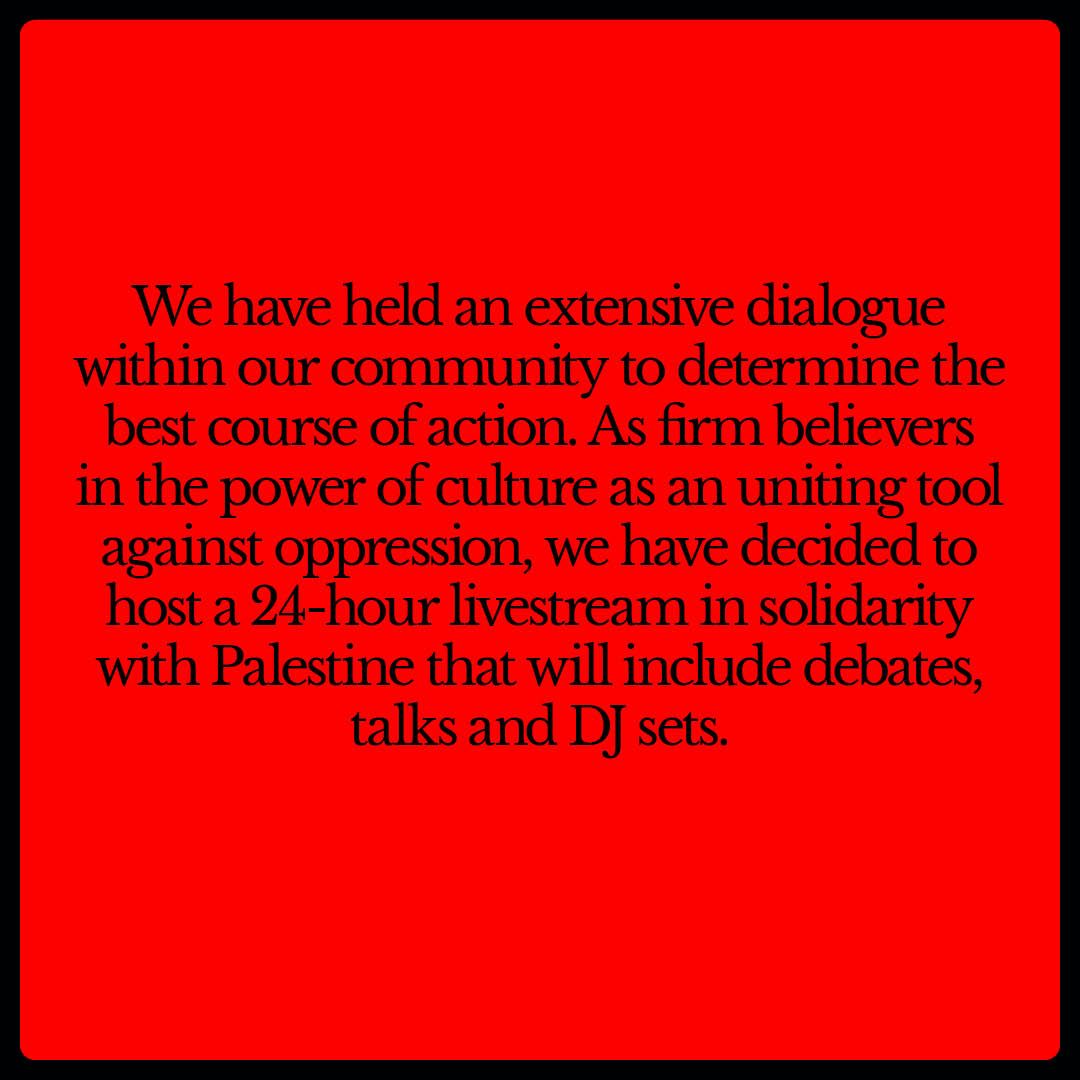 We have held an extensive dialogue
within our community to determine the
best course of action. As firm believers
in the power of culture as an uniting tool
against oppression, we have decided to
host a 24-hour livestream in solidarity
with Palestine that will include debates,
talks and DJ sets.